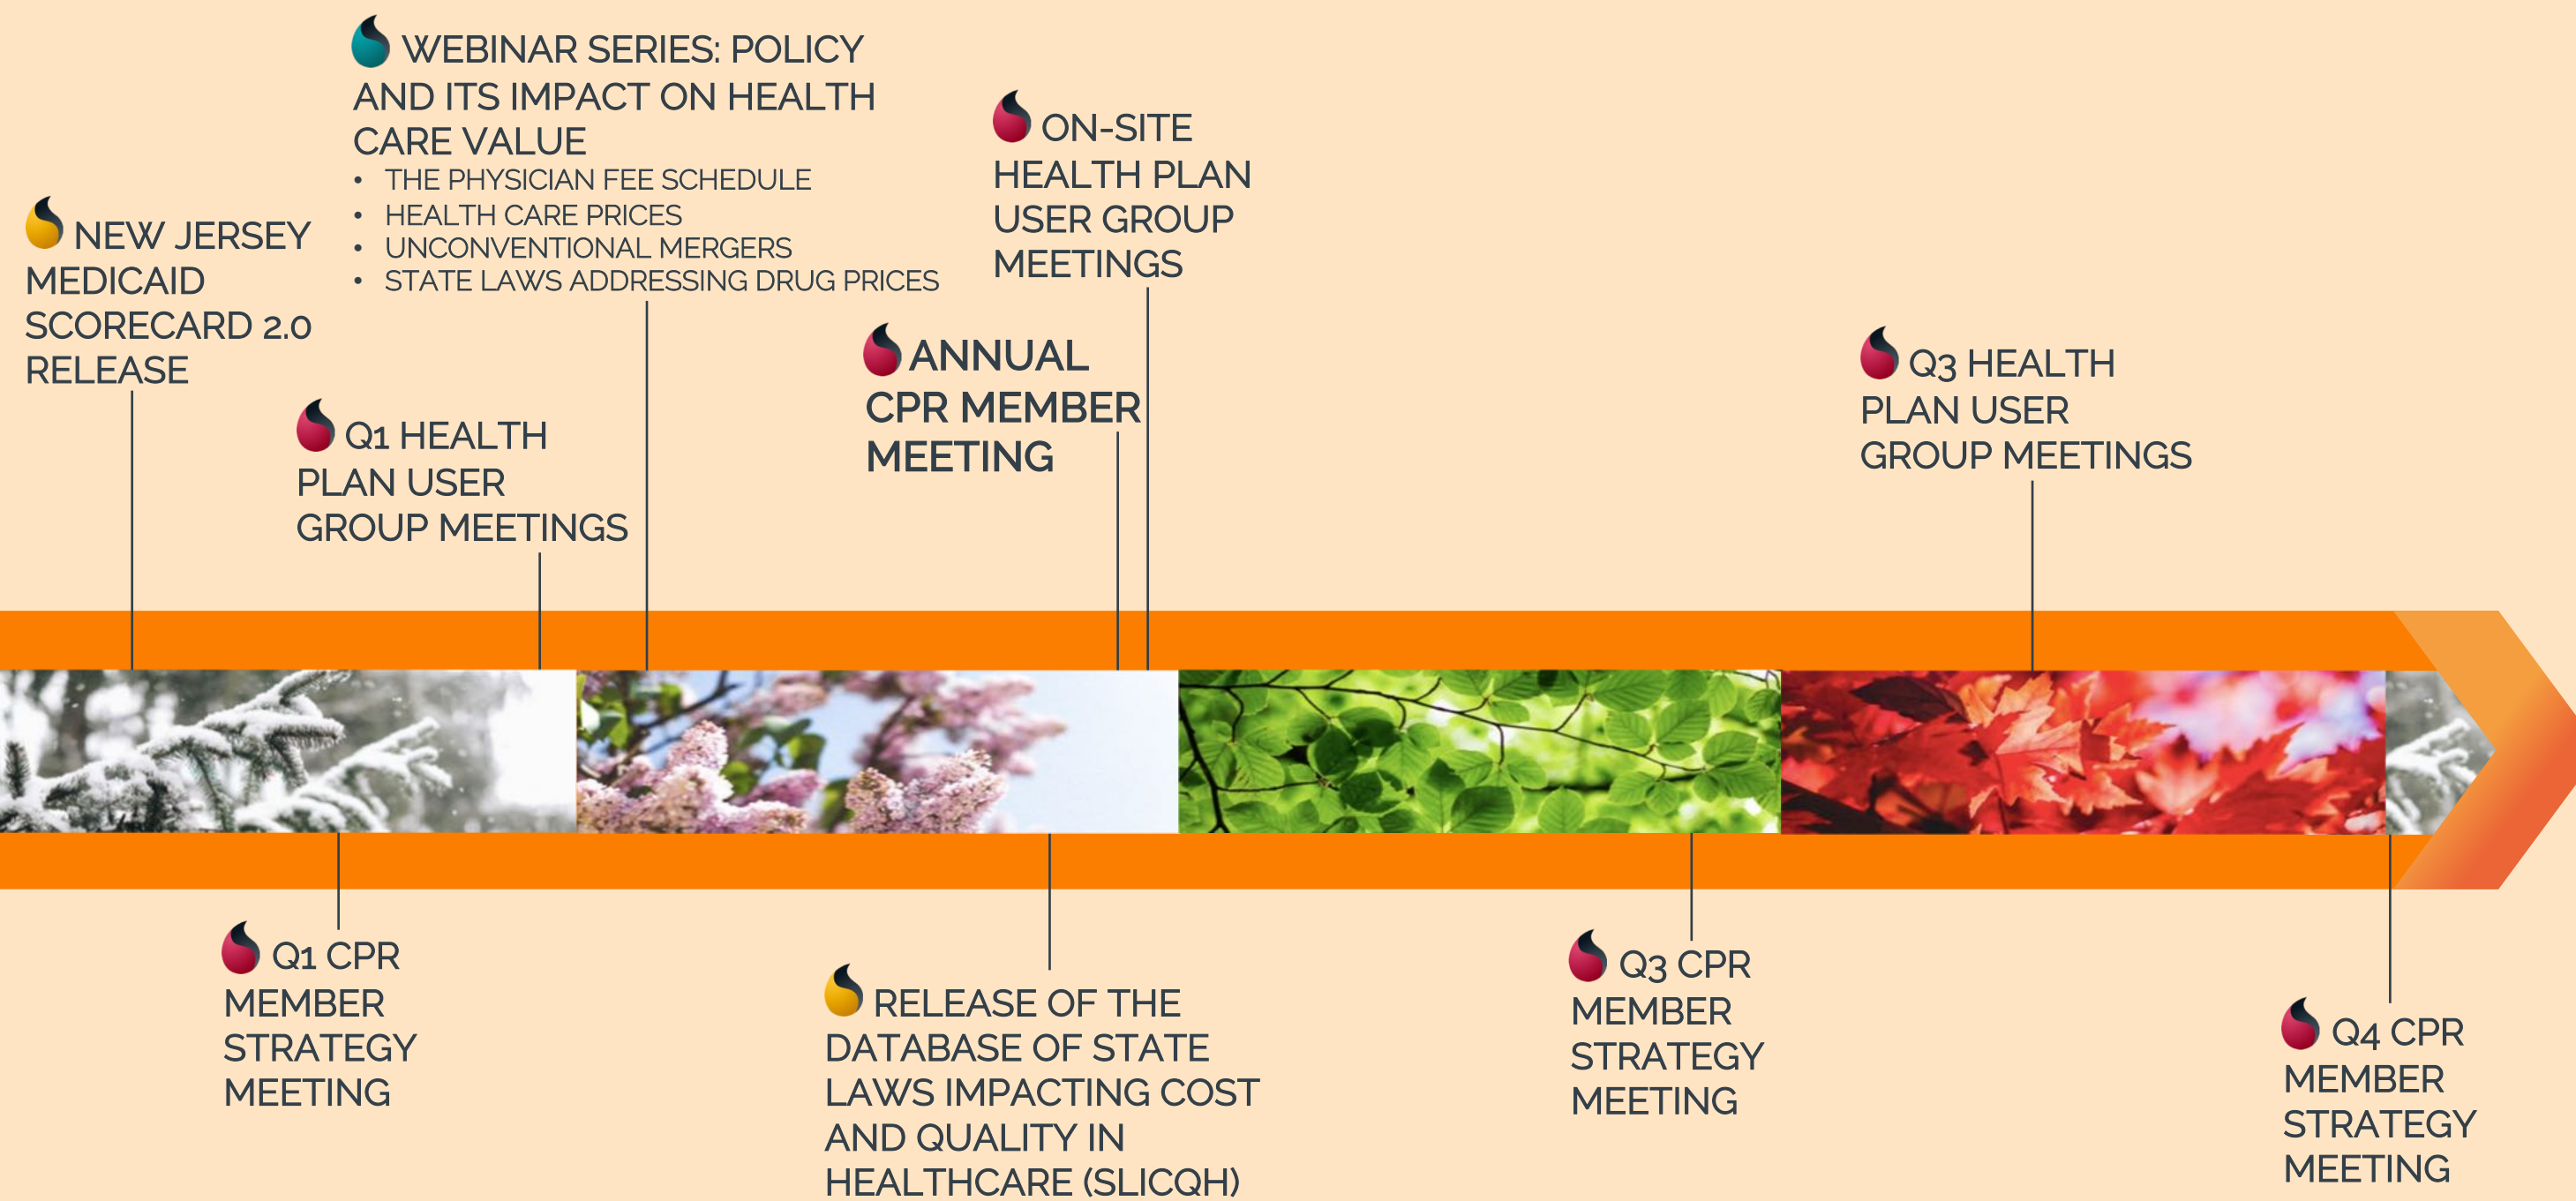 WEBINAR SERIES: POLICY
AND ITS IMPACT ON HEALTH
CARE VALUE
• THE PHYSICIAN FEE SCHEDULE
• HEALTH CARE PRICES
• UNCONVENTIONAL MERGERS
• STATE LAWS ADDRESSING DRUG PRICES
ON-SITE
HEALTH PLAN
USER GROUP
MEETINGS
NEW JERSEY
MEDICAID
SCORECARD 2.0
RELEASE
Q1 HEALTH
PLAN USER
GROUP MEETINGS
ANNUAL
CPR MEMBER
MEETING
Q3 HEALTH
PLAN USER
GROUP MEETINGS
Q1 CPR
MEMBER
STRATEGY
MEETING
RELEASE OF THE
DATABASE OF STATE
LAWS IMPACTING COST
AND QUALITY IN
HEALTHCARE (SLICQH)
Q3 CPR
MEMBER
STRATEGY
MEETING
Q4 CPR
MEMBER
STRATEGY
MEETING